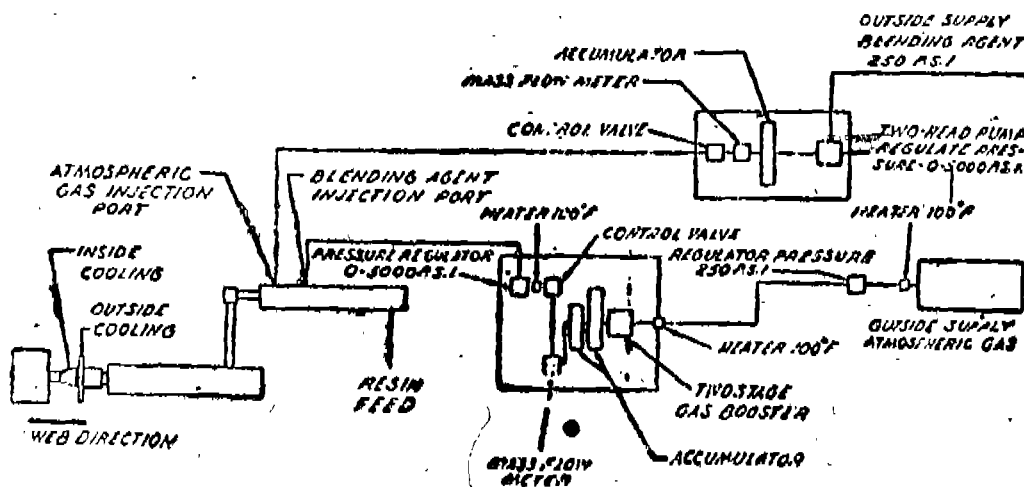 OUTSIDE SUPPLY
BLENDING AGENT
250 P.S.I
ACCUMULATOR
MASS FLOW METER
CONTROL VALVE
TWO-HEAD PUMP
REGULATE PRES-
SURE-0-5000 P.S.I.
ATMOSPHERIC
GAS INJECTION
PORT
BLENDING AGENT
INJECTION PORT
HEATER 100°F
HEATER 100°F
CONTROL VALVE
INSIDE
COOLING
PRESSURE REGULATOR
0-5000 P.S.I.
REGULATOR PRESSURE
250 P.S.I
OUTSIDE
COOLING
OUTSIDE SUPPLY
ATMOSPHERIC GAS
HEATER 100°F
RESIN
FEED
TWO STAGE
GAS BOOSTER
WEB DIRECTION
MASS FLOW
METER
ACCUMULATOR